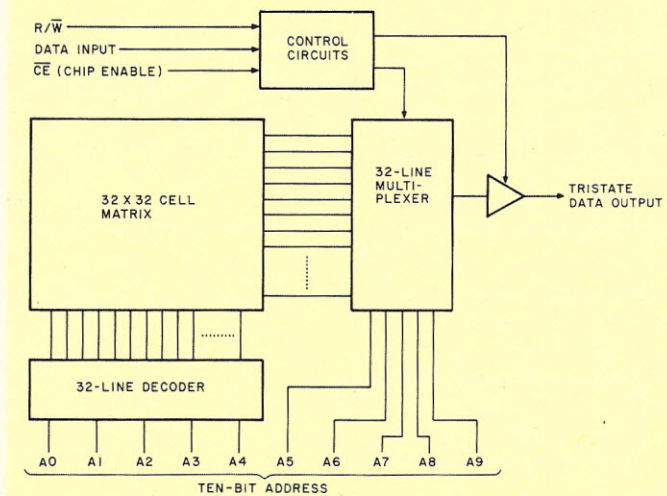 R/W̅
DATA INPUT
C̅E̅ (CHIP ENABLE)
CONTROL
CIRCUITS
32 X 32 CELL
MATRIX
32-LINE
MULTI-
PLEXER
TRISTATE
DATA OUTPUT
32-LINE DECODER
A0 A1 A2 A3 A4 A5 A6 A7 A8 A9
TEN-BIT ADDRESS